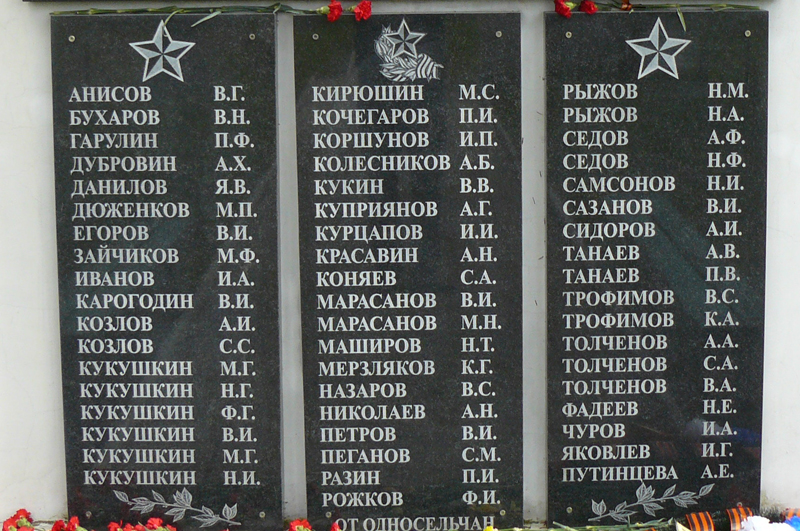 АНИСОВ В.Г.
БУХАРОВ В.Н.
ГАРУЛИН П.Ф.
ДУБРОВИН А.Х.
ДАНИЛОВ Я.В.
ДЮЖЕНКОВ М.П.
ЕГОРОВ В.И.
ЗАЙЧИКОВ М.Ф.
ИВАНОВ И.А.
КАРОГОДИН В.И.
КОЗЛОВ А.И.
КОЗЛОВ С.С.
КУКУШКИН М.Г.
КУКУШКИН Н.Г.
КУКУШКИН Ф.Г.
КУКУШКИН В.И.
КУКУШКИН М.Г.
КУКУШКИН Н.И.
КИРЮШИН М.С.
КОЧЕГАРОВ П.И.
КОРШУНОВ И.П.
КОЛЕСНИКОВ А.Б.
КУКИН В.В.
КУПРИЯНОВ А.Г.
КУРЦАПОВ И.И.
КРАСАВИН А.Н.
КОНЯЕВ С.А.
МАРАСАНОВ В.И.
МАРАСАНОВ М.Н.
МАШИРОВ Н.Т.
МЕРЗЛЯКОВ К.Г.
НАЗАРОВ В.С.
НИКОЛАЕВ А.Н.
ПЕТРОВ В.И.
ПЕГАНОВ С.М.
РАЗИН П.И.
РОЖКОВ Ф.И.
ОТ ОДНОСЕЛЬЧАН
РЫЖОВ Н.М.
РЫЖОВ Н.А.
СЕДОВ А.Ф.
СЕДОВ Н.Ф.
САМСОНОВ Н.И.
САЗАНОВ В.И.
СИДОРОВ А.И.
ТАНАЕВ А.В.
ТАНАЕВ П.В.
ТРОФИМОВ В.С.
ТРОФИМОВ К.А.
ТОЛЧЕНОВ А.А.
ТОЛЧЕНОВ С.А.
ТОЛЧЕНОВ В.А.
ФАДЕЕВ Н.Е.
ЧУРОВ И.А.
ЯКОВЛЕВ И.Г.
ПУТИНЦЕВА А.Е.